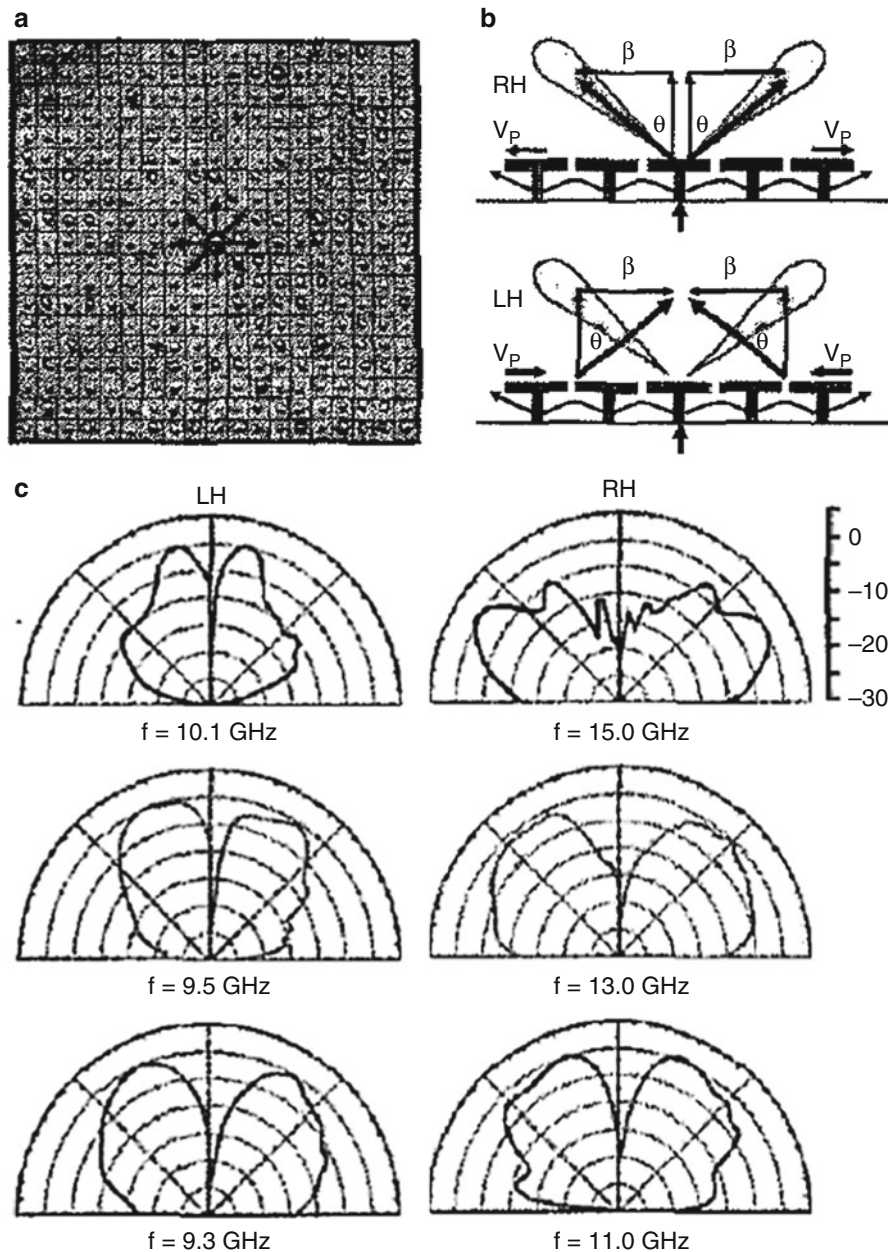 a
b
RH
β
β
θ
θ
V_P
V_P
LH
β
β
θ
θ
V_P
V_P
c
LH
RH
0
–10
–20
–30
f = 10.1 GHz
f = 15.0 GHz
f = 9.5 GHz
f = 13.0 GHz
f = 9.3 GHz
f = 11.0 GHz